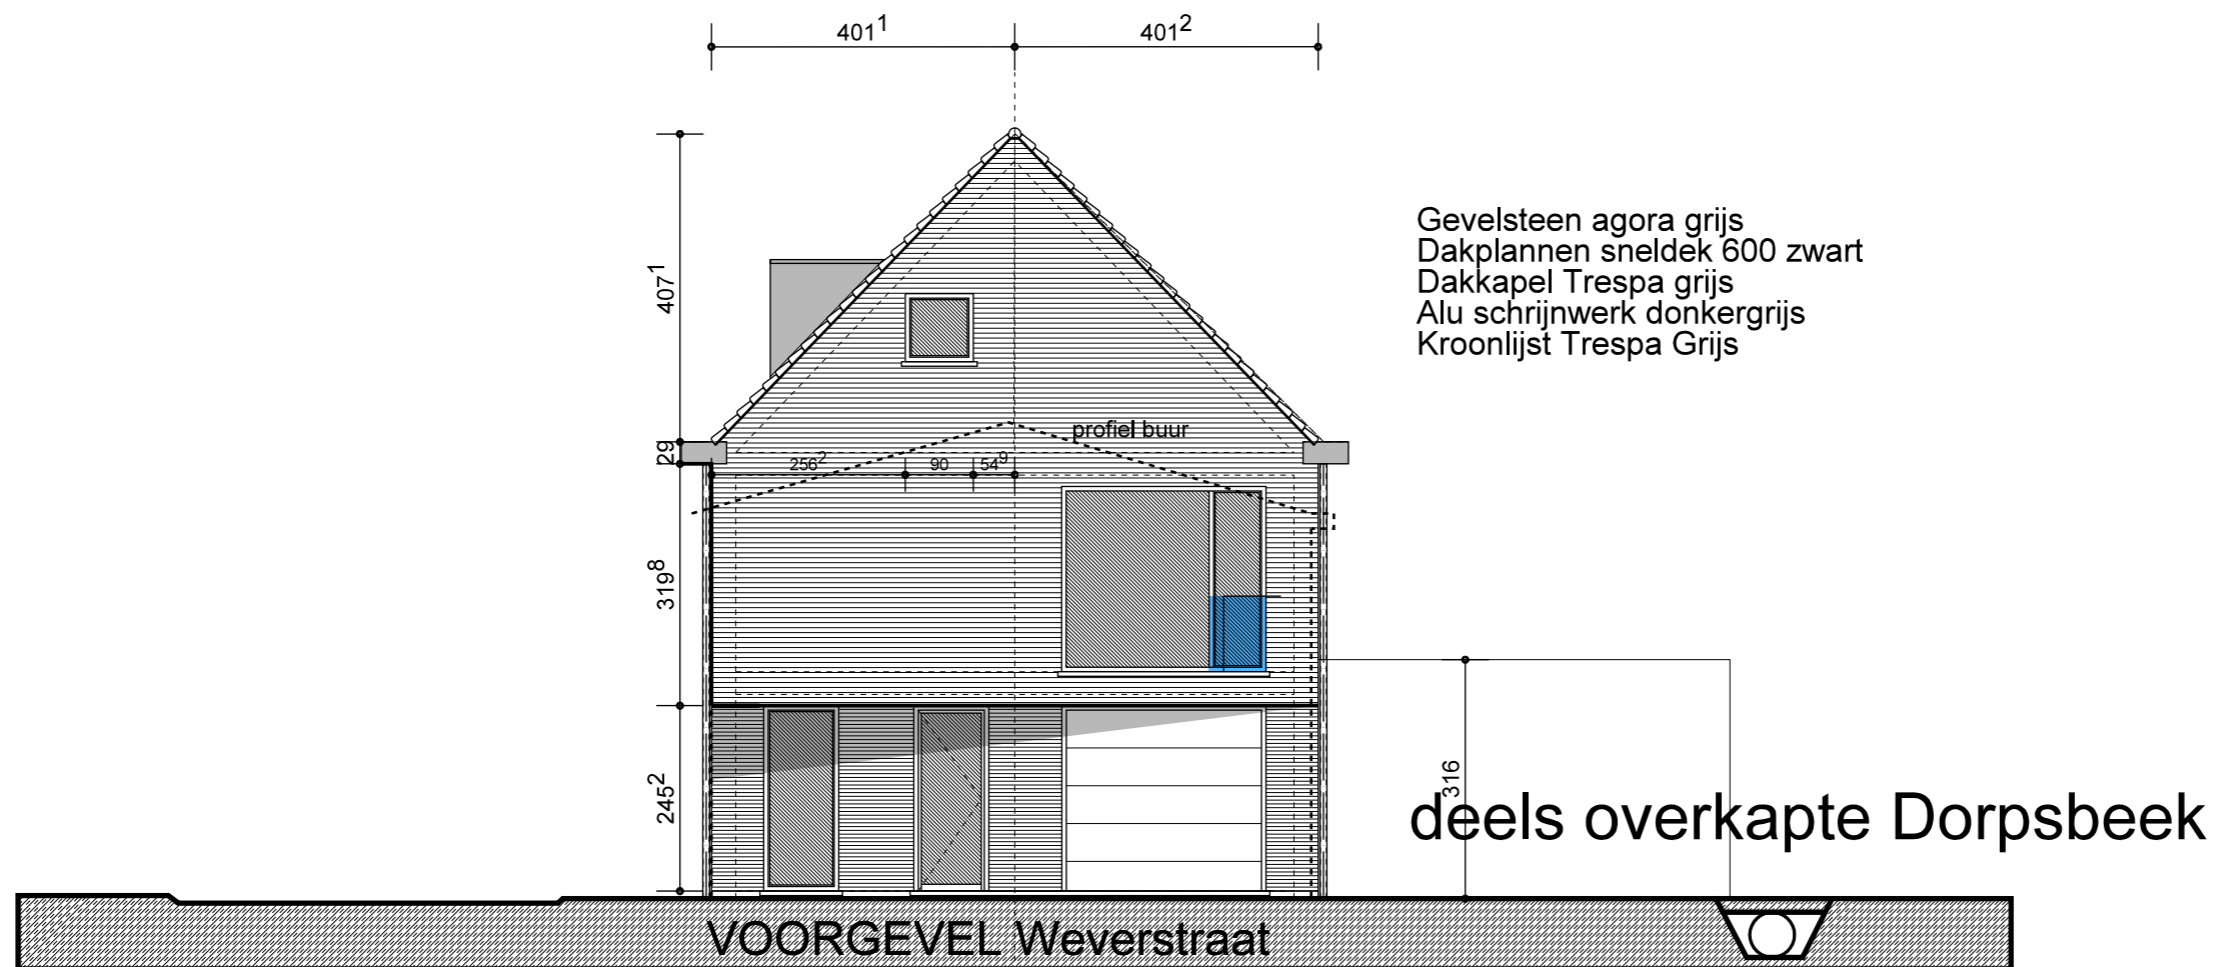 401¹
401²
407¹
Gevelsteen agora grijs
Dakplannen sneldek 600 zwart
Dakkapel Trespa grijs
Alu schrijnwerk donkergrijs
Kroonlijst Trespa Grijs
profiel buur
29
256²
90
54⁹
319⁸
245²
316
deels overkapte Dorpsbeek
VOORGEVEL Weverstraat